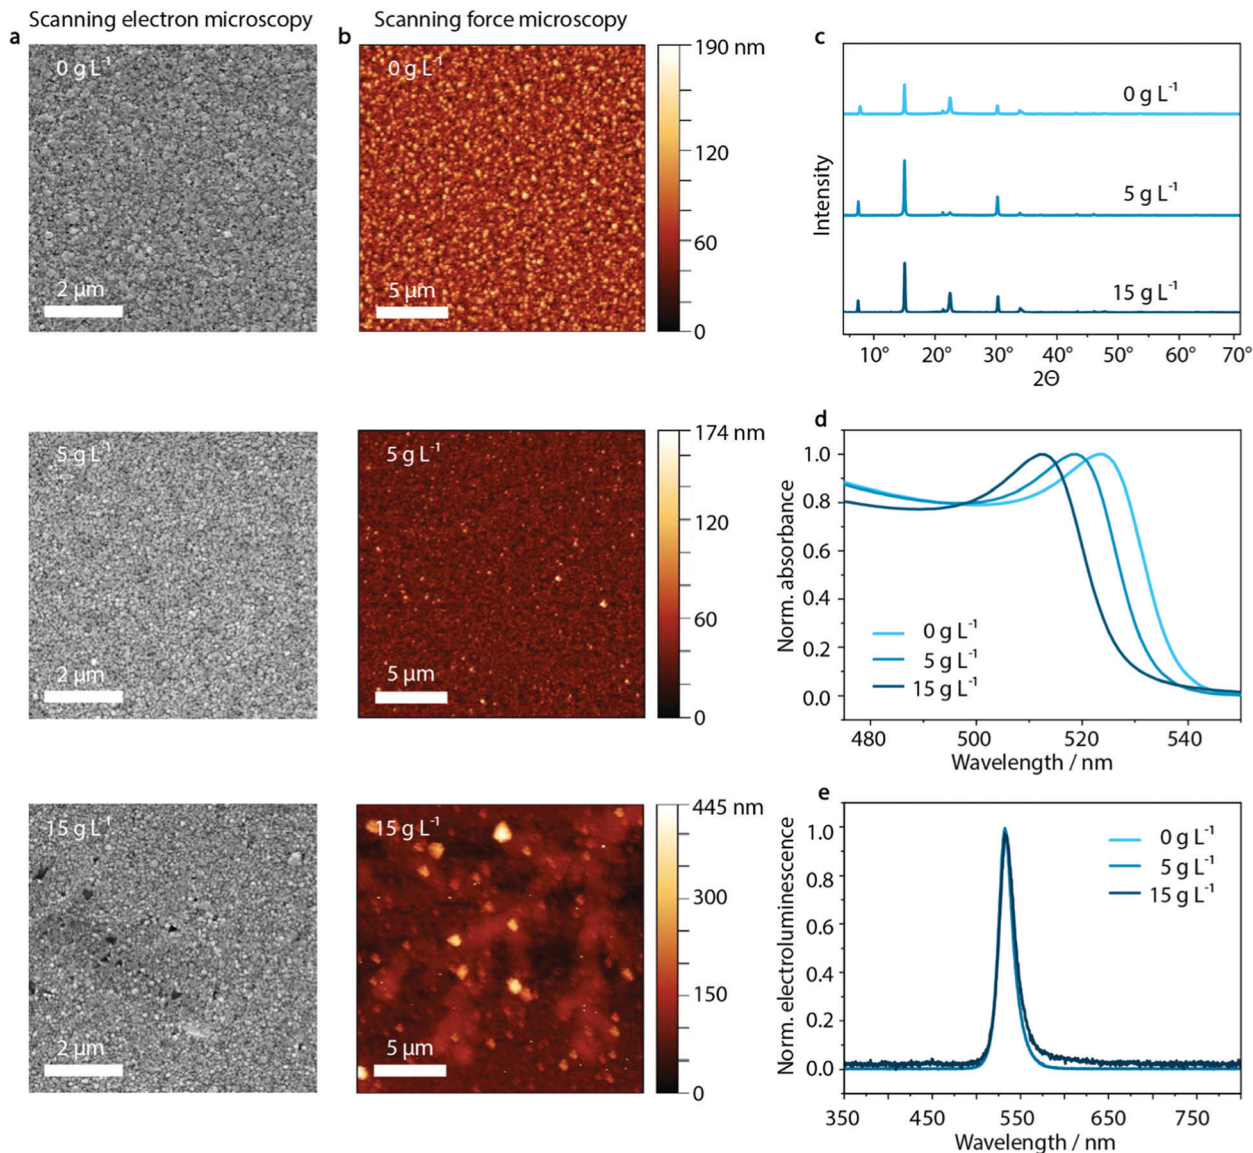 Scanning electron microscopy
Scanning force microscopy
a
0 g L⁻¹
2 µm
5 g L⁻¹
2 µm
15 g L⁻¹
2 µm
b
0 g L⁻¹
5 µm
190 nm
120
60
0
5 g L⁻¹
5 µm
174 nm
120
60
0
15 g L⁻¹
5 µm
445 nm
300
150
0
c
Intensity
0 g L⁻¹
5 g L⁻¹
15 g L⁻¹
10° 20° 30° 40° 50° 60° 70°
2Θ
d
Norm. absorbance
1.0
0.8
0.6
0.4
0.2
0.0
0 g L⁻¹
5 g L⁻¹
15 g L⁻¹
480 500 520 540
Wavelength / nm
e
Norm. electroluminescence
1.0
0.8
0.6
0.4
0.2
0.0
0 g L⁻¹
5 g L⁻¹
15 g L⁻¹
350 450 550 650 750
Wavelength / nm